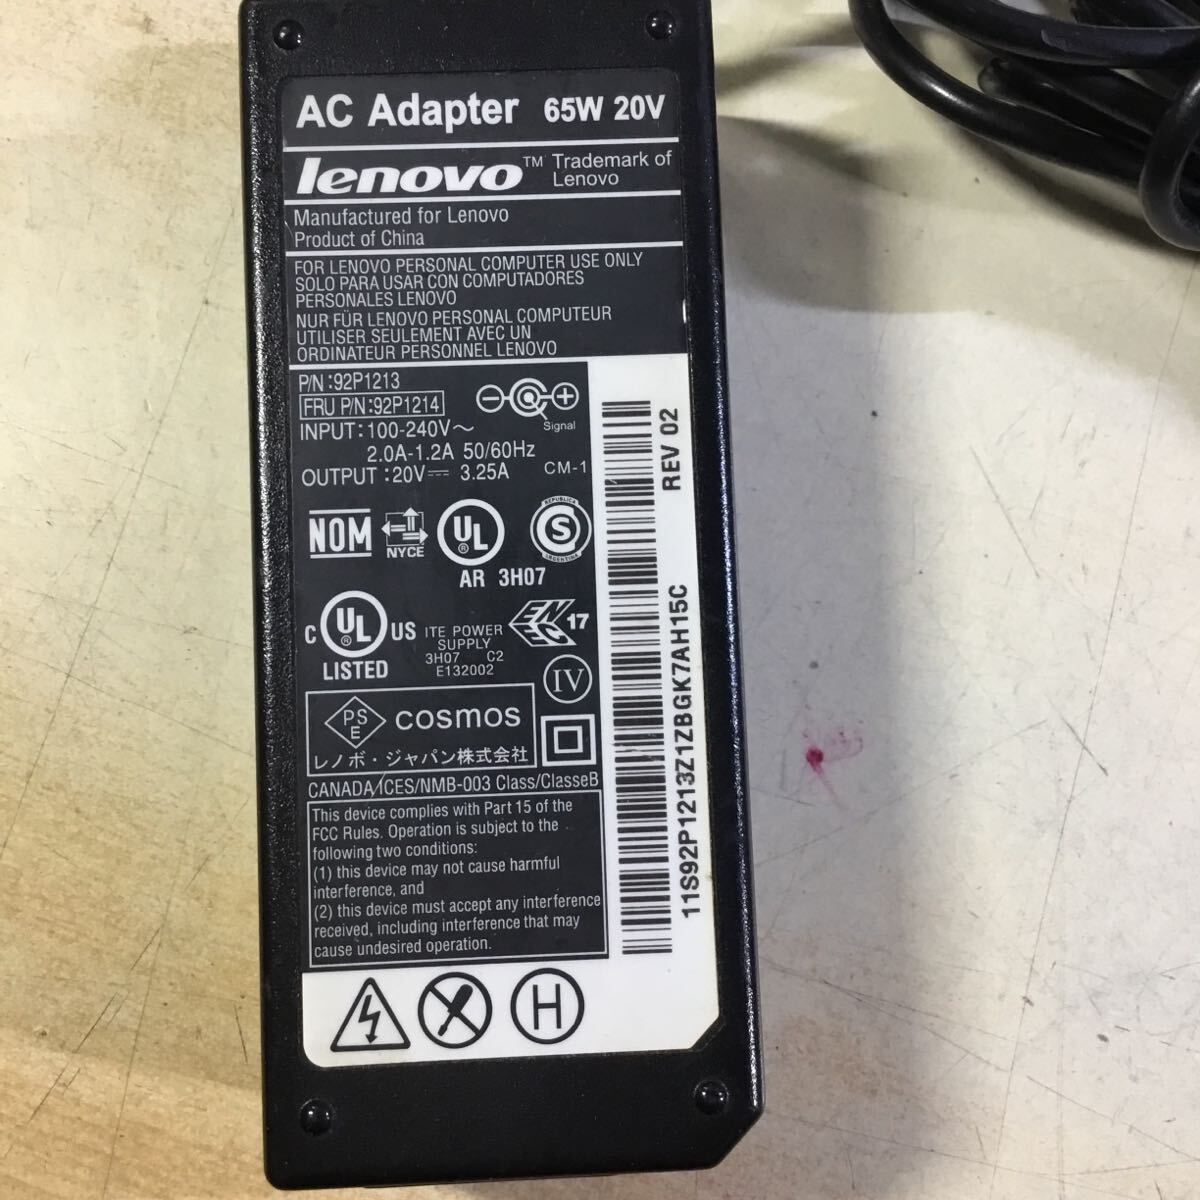 AC Adapter 65W 20V
lenovo™ Trademark of Lenovo
Manufactured for Lenovo
Product of China
FOR LENOVO PERSONAL COMPUTER USE ONLY
SOLO PARA USAR CON COMPUTADORES
PERSONALES LENOVO
NUR FÜR LENOVO PERSONAL COMPUTEUR
UTILISER SEULEMENT AVEC UN
ORDINATEUR PERSONNEL LENOVO
P/N:92P1213
FRU P/N:92P1214
INPUT:100-240V～
2.0A-1.2A 50/60Hz
OUTPUT:20V⎓ 3.25A
Signal
CM-1
NOM
NYCE
UL®
AR 3H07
REPUBLICA
S
ARGENTINA
C UL® US
LISTED
ITE POWER
SUPPLY
3H07 C2
E132002
ENEC 17
IV
PSE cosmos
レノボ・ジャパン株式会社
CANADA/ICES/NMB-003 Class/ClasseB
This device complies with Part 15 of the
FCC Rules. Operation is subject to the
following two conditions:
(1) this device may not cause harmful
interference, and
(2) this device must accept any interference
received, including interference that may
cause undesired operation.
H
REV 02
11S92P1213Z1ZBGK7AH15C